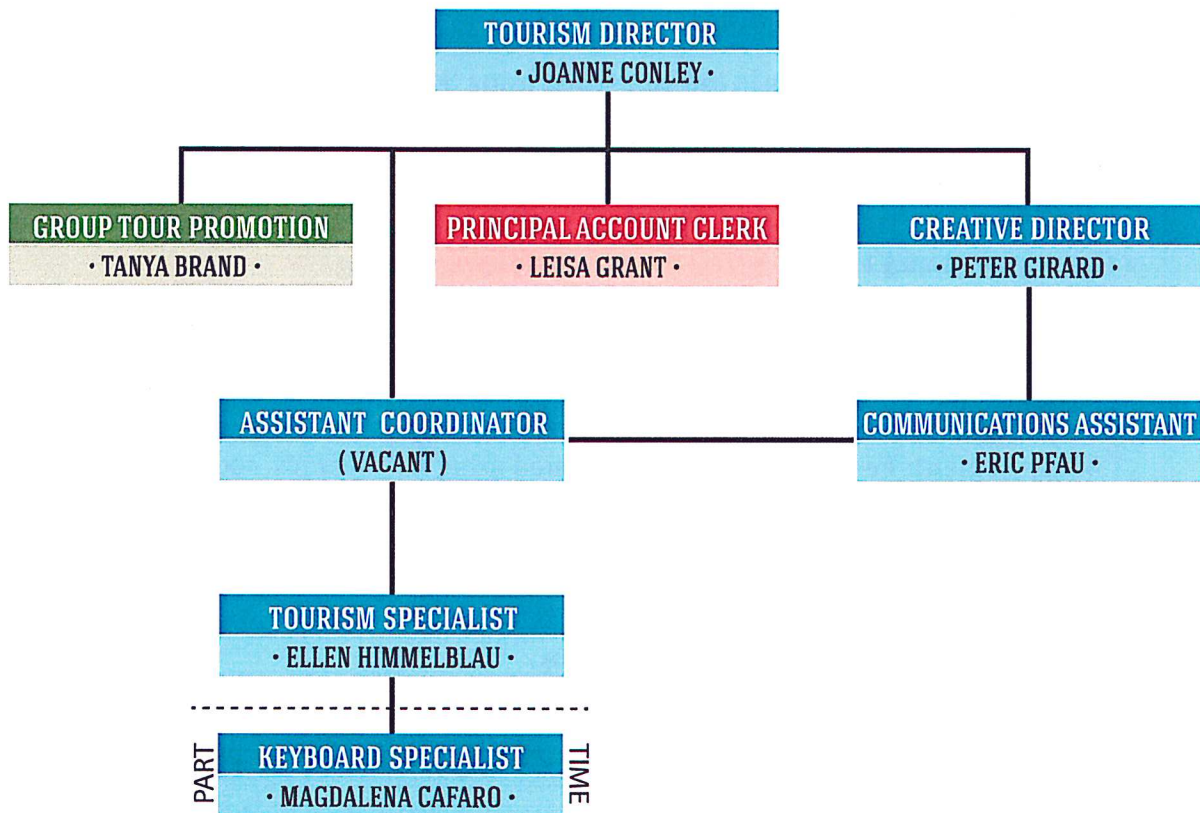 TOURISM DIRECTOR
· JOANNE CONLEY ·
GROUP TOUR PROMOTION
· TANYA BRAND ·
PRINCIPAL ACCOUNT CLERK
· LEISA GRANT ·
CREATIVE DIRECTOR
· PETER GIRARD ·
ASSISTANT COORDINATOR
( VACANT )
COMMUNICATIONS ASSISTANT
· ERIC PFAU ·
TOURISM SPECIALIST
· ELLEN HIMMELBLAU ·
PART
KEYBOARD SPECIALIST
· MAGDALENA CAFARO ·
TIME